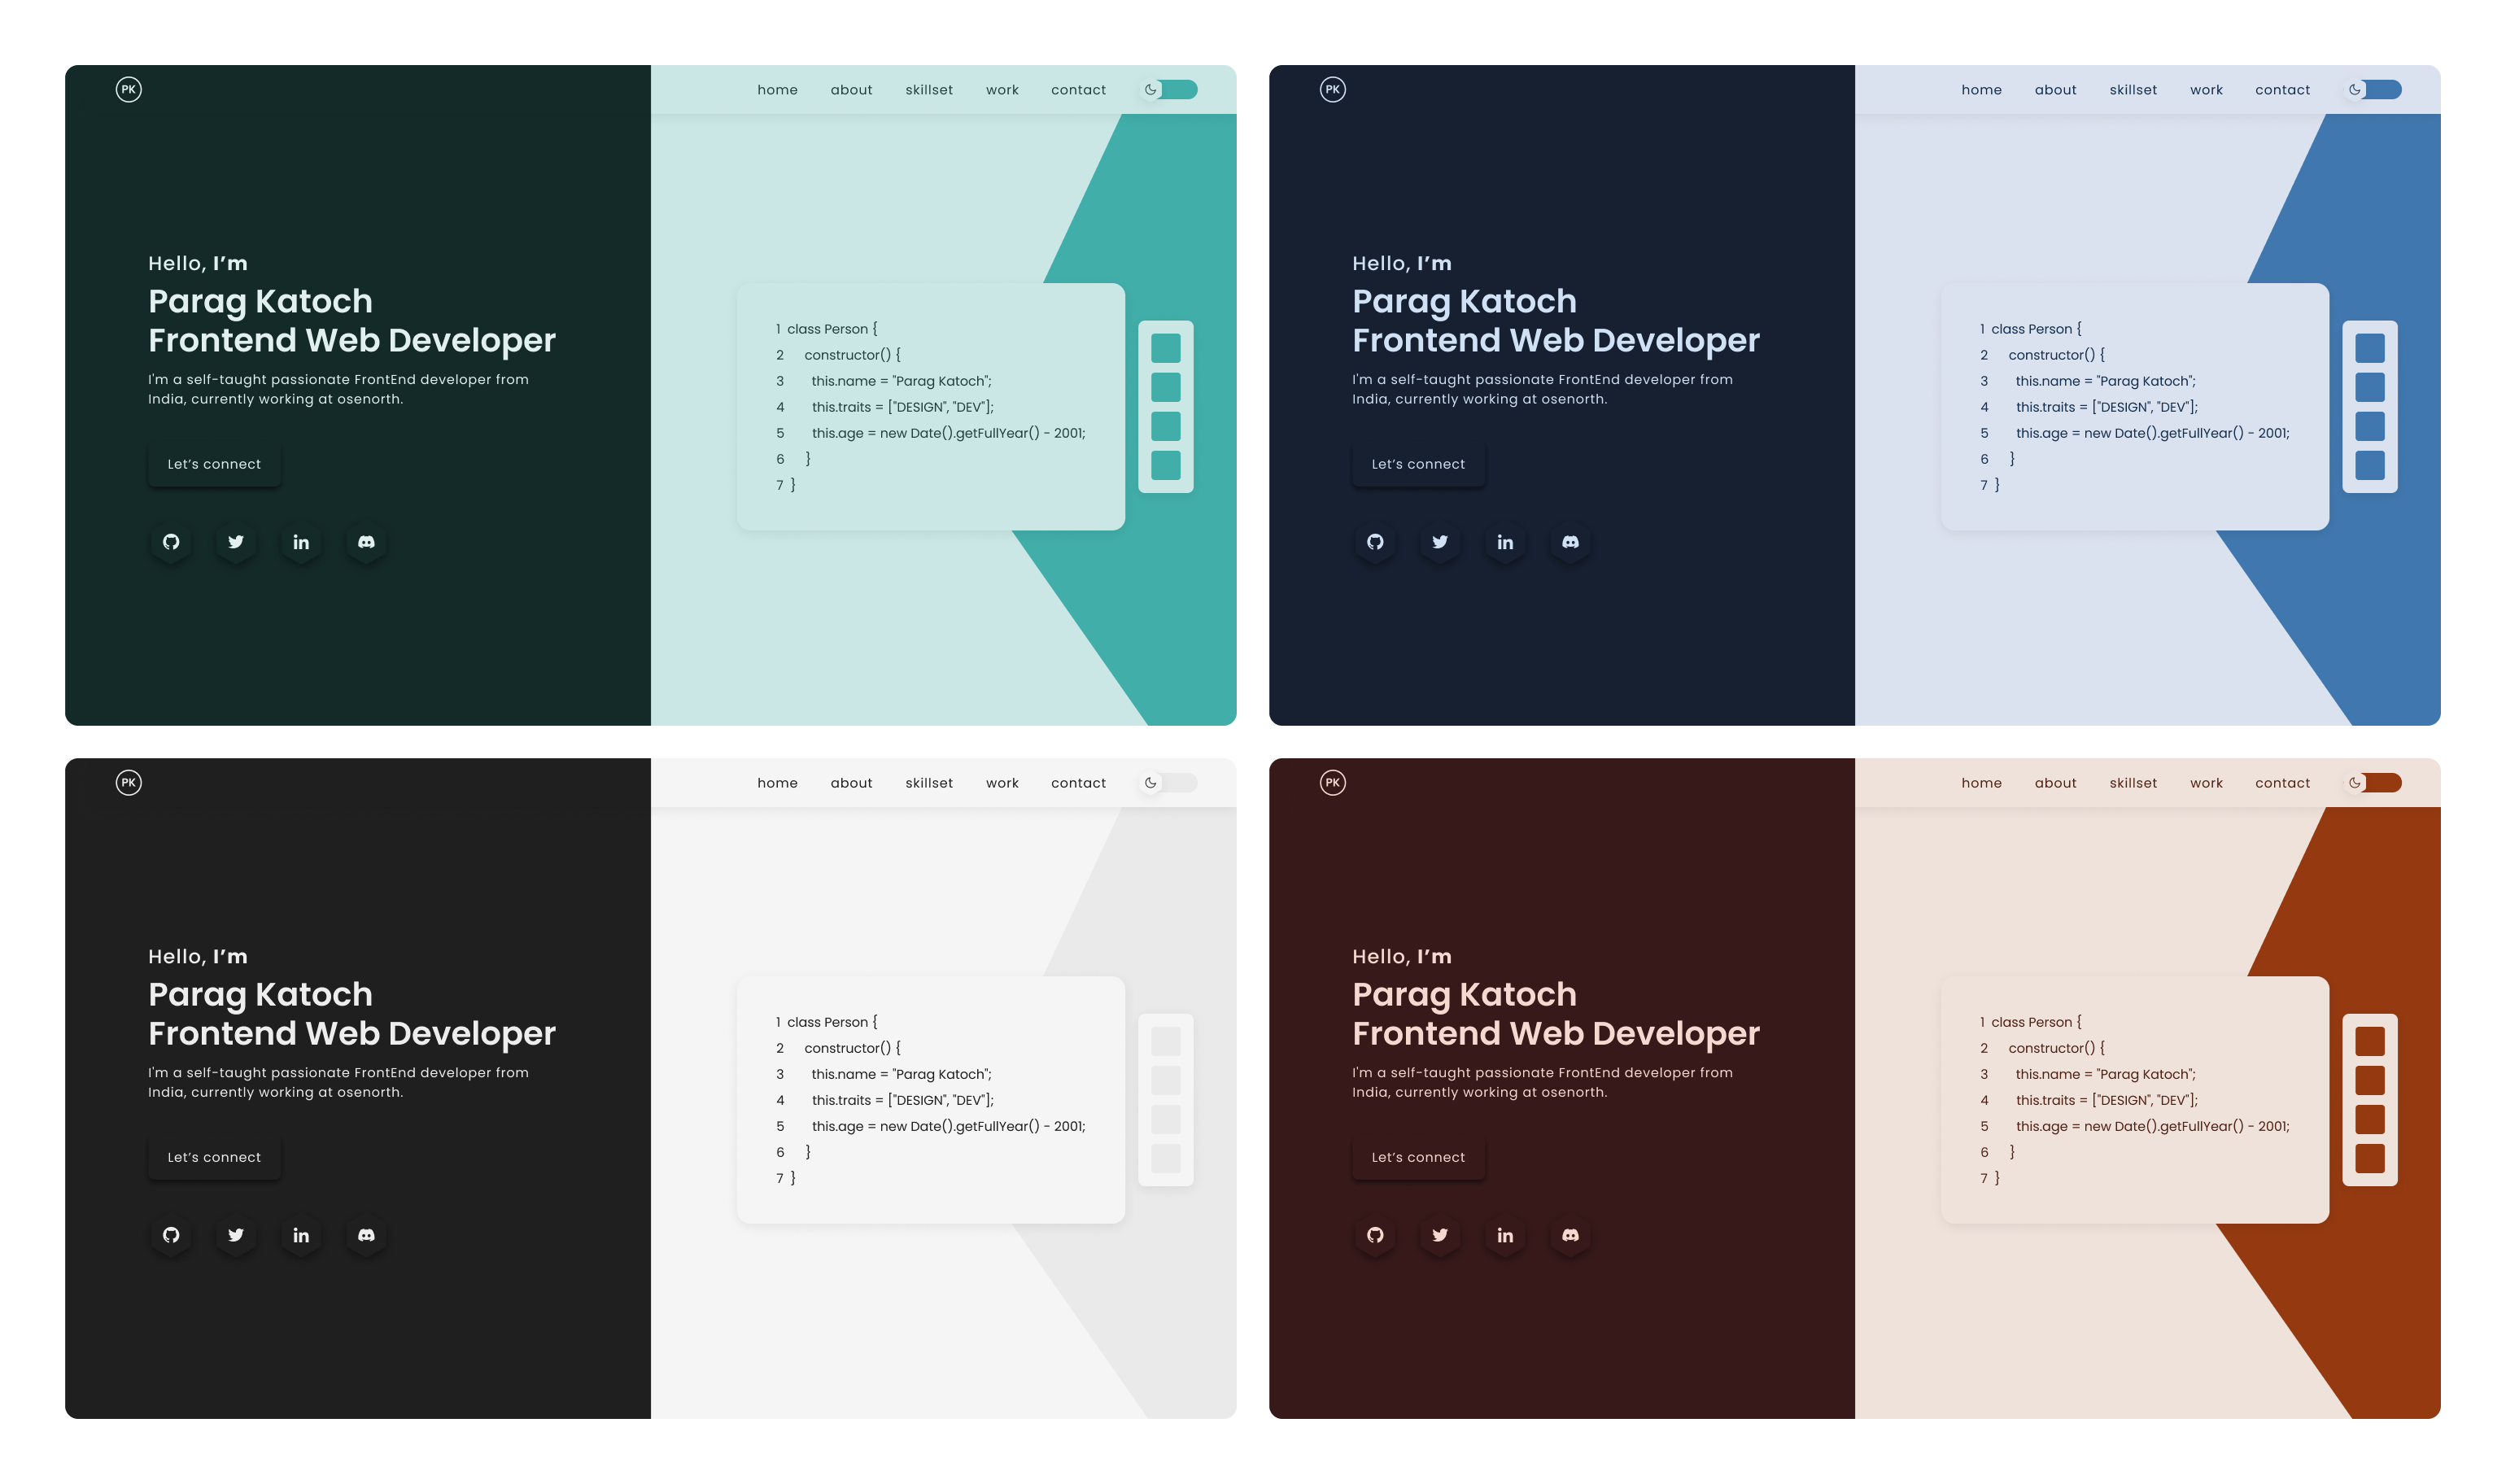 PK
home about skillset work contact
Hello, I’m
Parag Katoch
Frontend Web Developer
I'm a self-taught passionate FrontEnd developer from
India, currently working at osenorth.
Let’s connect
in
1 class Person {
2 constructor() {
3 this.name = "Parag Katoch";
4 this.traits = ["DESIGN", "DEV"];
5 this.age = new Date().getFullYear() - 2001;
6 }
7 }
PK
home about skillset work contact
Hello, I’m
Parag Katoch
Frontend Web Developer
I'm a self-taught passionate FrontEnd developer from
India, currently working at osenorth.
Let’s connect
in
1 class Person {
2 constructor() {
3 this.name = "Parag Katoch";
4 this.traits = ["DESIGN", "DEV"];
5 this.age = new Date().getFullYear() - 2001;
6 }
7 }
PK
home about skillset work contact
Hello, I’m
Parag Katoch
Frontend Web Developer
I'm a self-taught passionate FrontEnd developer from
India, currently working at osenorth.
Let’s connect
in
1 class Person {
2 constructor() {
3 this.name = "Parag Katoch";
4 this.traits = ["DESIGN", "DEV"];
5 this.age = new Date().getFullYear() - 2001;
6 }
7 }
PK
home about skillset work contact
Hello, I’m
Parag Katoch
Frontend Web Developer
I'm a self-taught passionate FrontEnd developer from
India, currently working at osenorth.
Let’s connect
in
1 class Person {
2 constructor() {
3 this.name = "Parag Katoch";
4 this.traits = ["DESIGN", "DEV"];
5 this.age = new Date().getFullYear() - 2001;
6 }
7 }